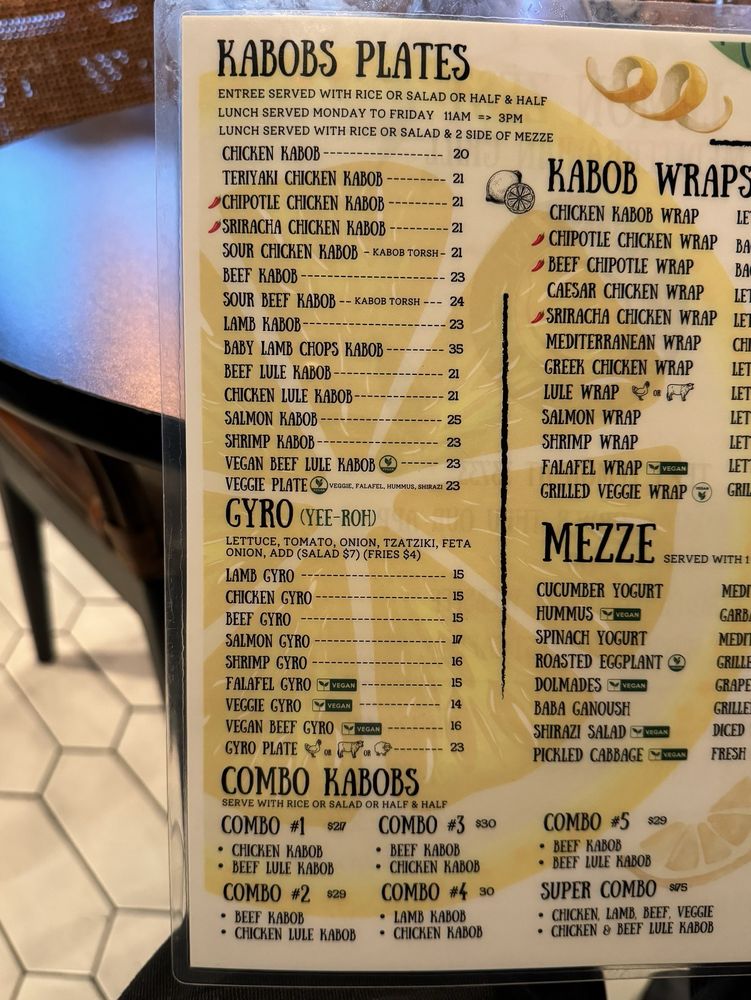 KABOBS PLATES
ENTREE SERVED WITH RICE OR SALAD OR HALF & HALF
LUNCH SERVED MONDAY TO FRIDAY 11AM => 3PM
LUNCH SERVED WITH RICE OR SALAD & 2 SIDE OF MEZZE
CHICKEN KABOB 20
TERIYAKI CHICKEN KABOB 21
CHIPOTLE CHICKEN KABOB 21
SRIRACHA CHICKEN KABOB 21
SOUR CHICKEN KABOB - KABOB TORSH - 21
BEEF KABOB 23
SOUR BEEF KABOB -- KABOB TORSH --- 24
LAMB KABOB 23
BABY LAMB CHOPS KABOB 35
BEEF LULE KABOB 21
CHICKEN LULE KABOB 21
SALMON KABOB 25
SHRIMP KABOB 23
VEGAN BEEF LULE KABOB 23
VEGGIE PLATE VEGGIE, FALAFEL, HUMMUS, SHIRAZI 23
GYRO (YEE-ROH)
LETTUCE, TOMATO, ONION, TZATZIKI, FETA
ONION, ADD (SALAD $7) (FRIES $4)
LAMB GYRO 15
CHICKEN GYRO 15
BEEF GYRO 15
SALMON GYRO 17
SHRIMP GYRO 16
FALAFEL GYRO VEGAN 15
VEGGIE GYRO VEGAN 14
VEGAN BEEF GYRO VEGAN 16
GYRO PLATE OR OR 23
COMBO KABOBS
SERVE WITH RICE OR SALAD OR HALF & HALF
COMBO #1 $27
• CHICKEN KABOB
• BEEF LULE KABOB
COMBO #2 $29
• BEEF KABOB
• CHICKEN LULE KABOB
COMBO #3 $30
• BEEF KABOB
• CHICKEN KABOB
COMBO #4 30
• LAMB KABOB
• CHICKEN KABOB
COMBO #5 $29
• BEEF KABOB
• BEEF LULE KABOB
SUPER COMBO $75
• CHICKEN, LAMB, BEEF, VEGGIE
• CHICKEN & BEEF LULE KABOB
KABOB WRAPS
CHICKEN KABOB WRAP
CHIPOTLE CHICKEN WRAP
BEEF CHIPOTLE WRAP
CAESAR CHICKEN WRAP
SRIRACHA CHICKEN WRAP
MEDITERRANEAN WRAP
GREEK CHICKEN WRAP
LULE WRAP OR
SALMON WRAP
SHRIMP WRAP
FALAFEL WRAP VEGAN
GRILLED VEGGIE WRAP VEGAN
MEZZE SERVED WITH 1
CUCUMBER YOGURT
HUMMUS VEGAN
SPINACH YOGURT
ROASTED EGGPLANT
DOLMADES VEGAN GRAPE
BABA GANOUSH
SHIRAZI SALAD VEGAN DICED
PICKLED CABBAGE VEGAN FRESH